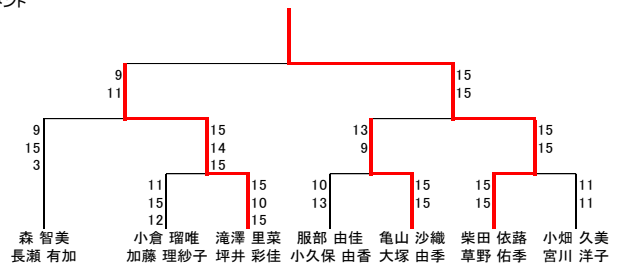 9 15
11 15
9 15 13 15
15 14 9 15
3 15
11 15 10 15 15 11
15 10 13 15 15 11
12 15
森 智美 小倉 瑠唯 滝澤 里菜 服部 由佳 亀山 沙織 柴田 依蕗 小畑 久美
長瀬 有加 加藤 理紗子 坪井 彩佳 小久保 由香 大塚 由季 草野 佑季 宮川 洋子